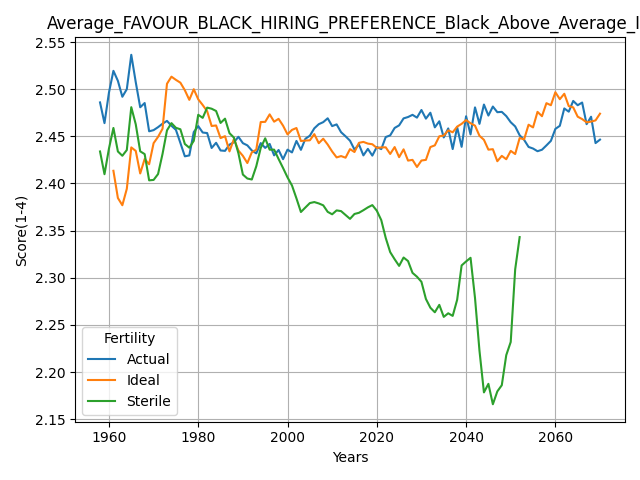 Average_FAVOUR_BLACK_HIRING_PREFERENCE_Black_Above_Average_I
2.55
2.50
2.45
2.40
2.35
2.30
2.25
2.20
2.15
Score(1-4)
Fertility
Actual
Ideal
Sterile
1960 1980 2000 2020 2040 2060
Years